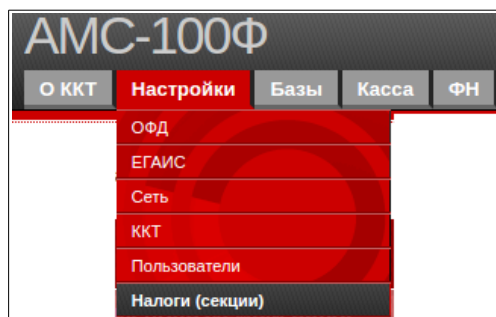 АМС-100Ф
О ККТ Настройки Базы Касса ФН
ОФД
ЕГАИС
Сеть
ККТ
Пользователи
Налоги (секции)